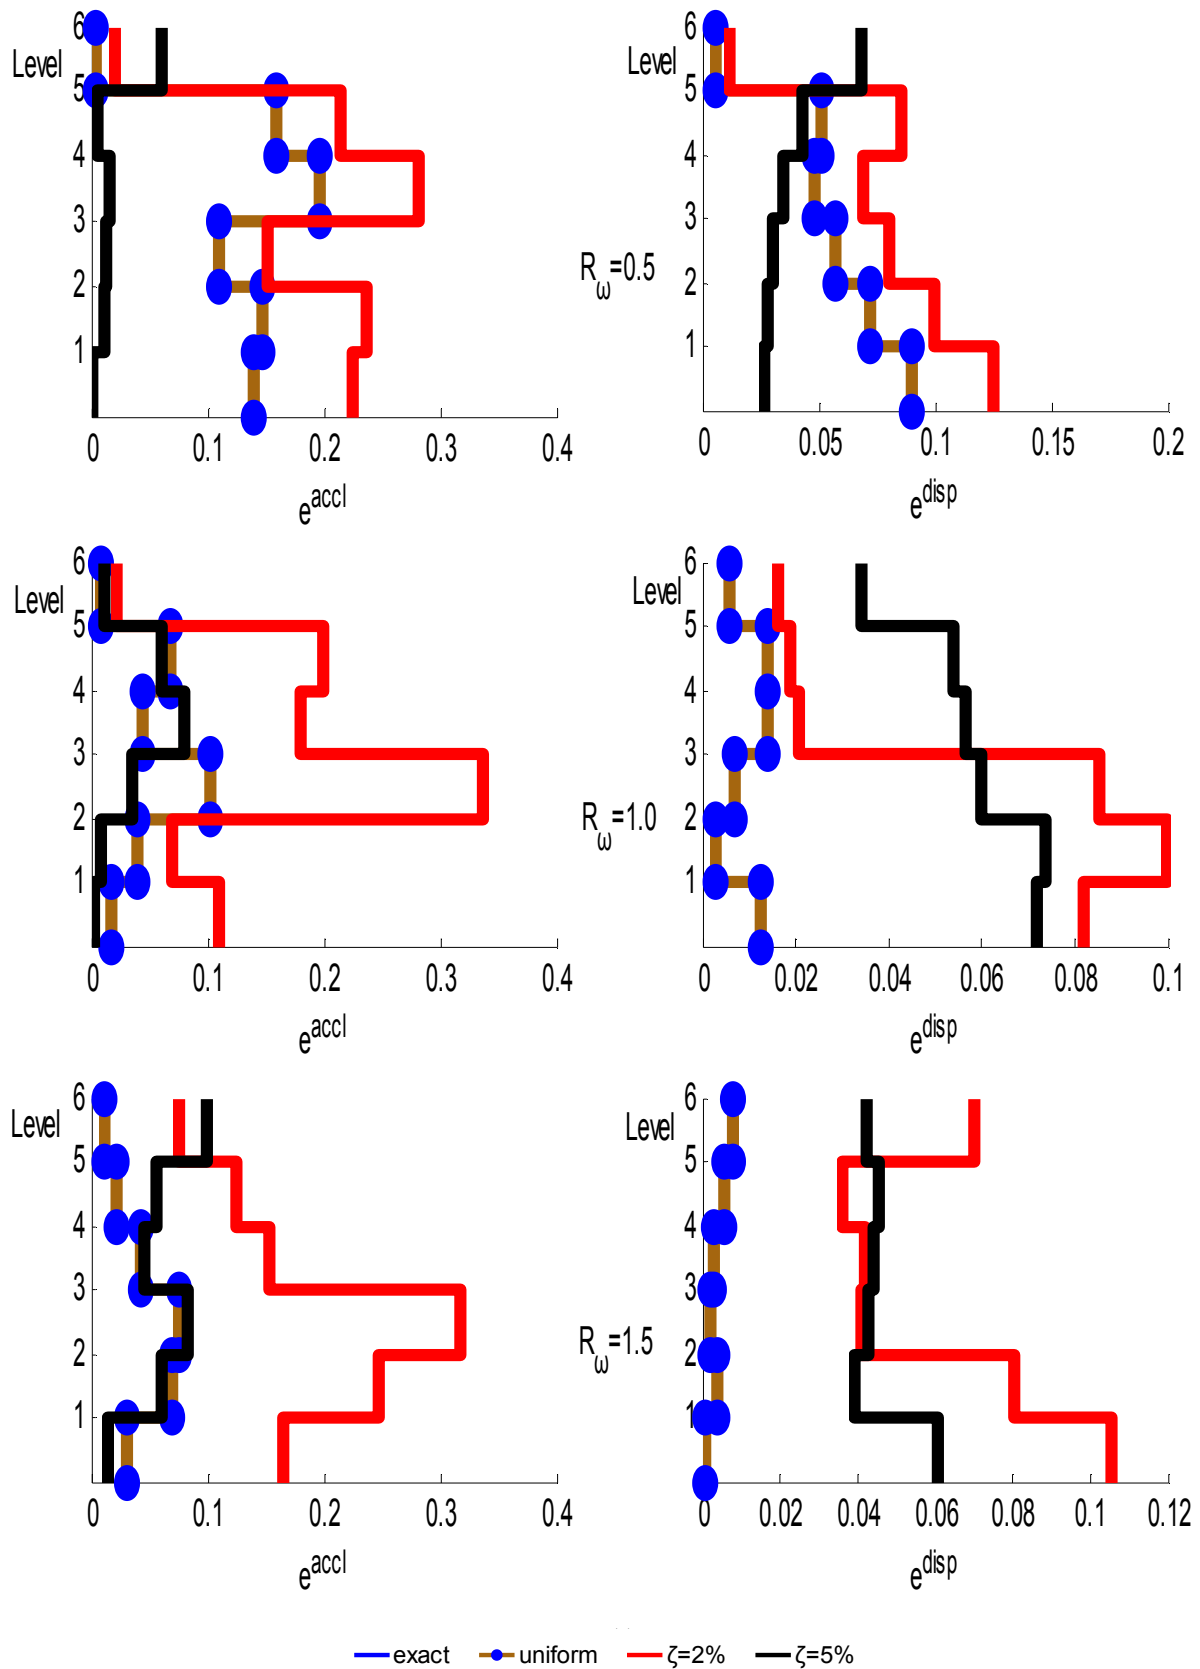 6
Level
5
4
3
2
1
0 0.1 0.2 0.3 0.4
e^accl
6
Level
5
4
3
2
1
0 0.05 0.1 0.15 0.2
e^disp
R_ω=0.5
6
Level
5
4
3
2
1
0 0.1 0.2 0.3 0.4
e^accl
6
Level
5
4
3
2
1
0 0.02 0.04 0.06 0.08 0.1
e^disp
R_ω=1.0
6
Level
5
4
3
2
1
0 0.1 0.2 0.3 0.4
e^accl
6
Level
5
4
3
2
1
0 0.02 0.04 0.06 0.08 0.1 0.12
e^disp
R_ω=1.5
exact uniform ζ=2% ζ=5%